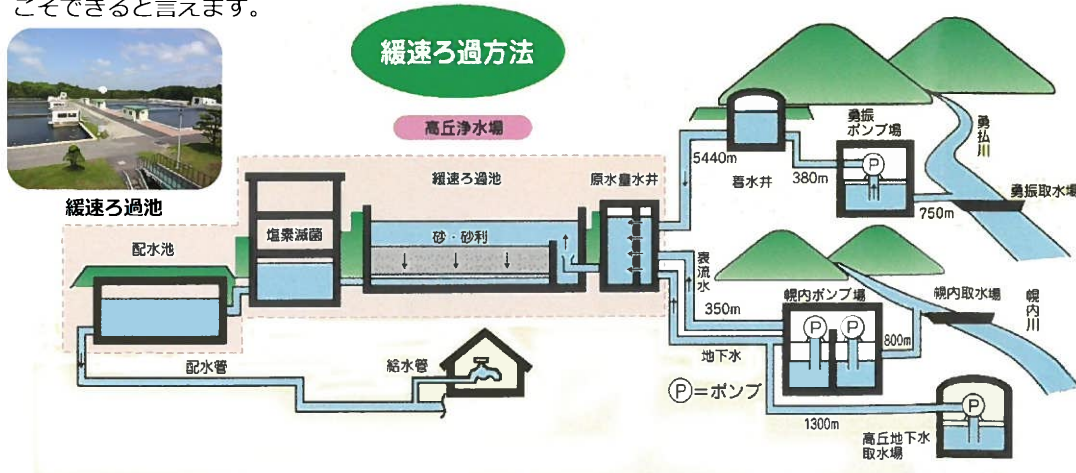 こそできると言えます。
緩速ろ過方法
高丘浄水場
緩速ろ過池
配水池
塩素滅菌
緩速ろ過池
砂・砂利
原水量水井
5440m
着水井
380m
勇振
ポンプ場
P
750m
勇払川
勇振取水場
表流水
350m
幌内ポンプ場
P
P
800m
幌内取水場
幌内川
地下水
P=ポンプ
1300m
P
高丘地下水
取水場
配水管
給水管